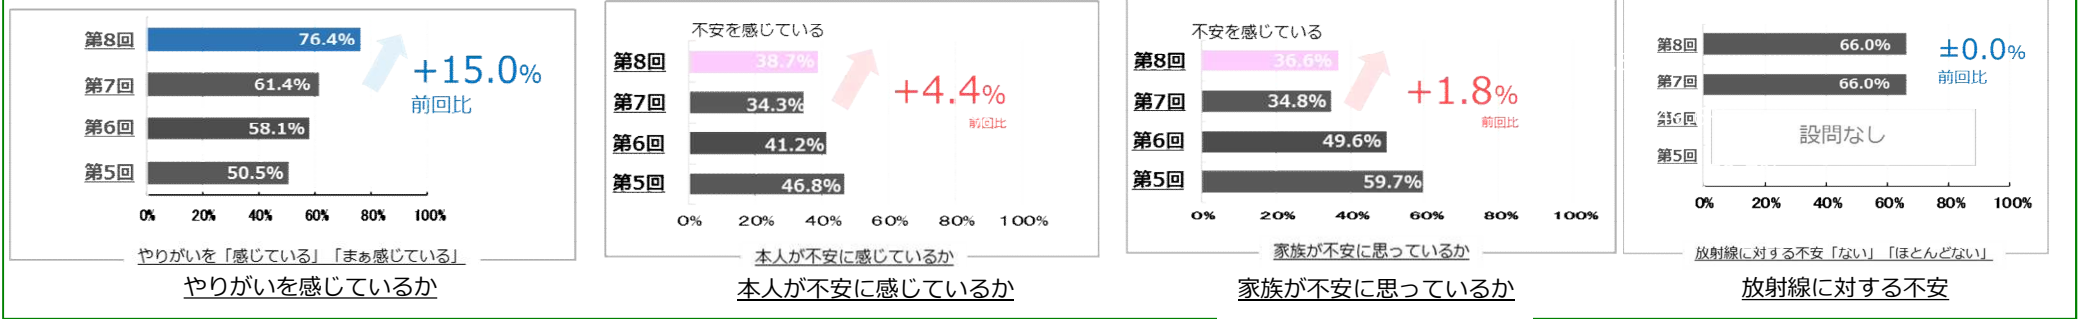 第8回 76.4%
第7回 61.4%
第6回 58.1%
第5回 50.5%
0% 20% 40% 60% 80% 100%
+15.0%
前回比
やりがいを「感じている」「まぁ感じている」
やりがいを感じているか
不安を感じている
第8回 38.7%
第7回 34.3%
第6回 41.2%
第5回 46.8%
0% 20% 40% 60% 80% 100%
+4.4%
前回比
本人が不安に感じているか
本人が不安に感じているか
不安を感じている
第8回 36.6%
第7回 34.8%
第6回 49.6%
第5回 59.7%
0% 20% 40% 60% 80% 100%
+1.8%
前回比
家族が不安に思っているか
家族が不安に思っているか
第8回 66.0%
第7回 66.0%
第6回
設問なし
第5回
0% 20% 40% 60% 80% 100%
±0.0%
前回比
放射線に対する不安「ない」「ほとんどない」
放射線に対する不安